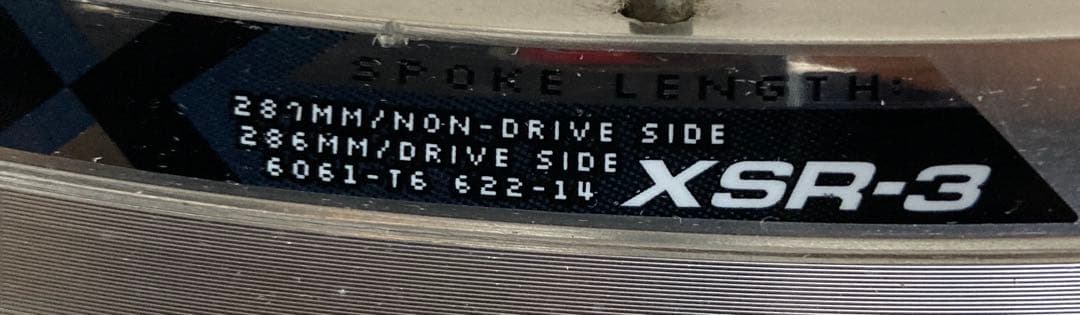 SPOKE LENGTH:
287MM/NON-DRIVE SIDE
286MM/DRIVE SIDE
6061-T6 622-14
XSR-3